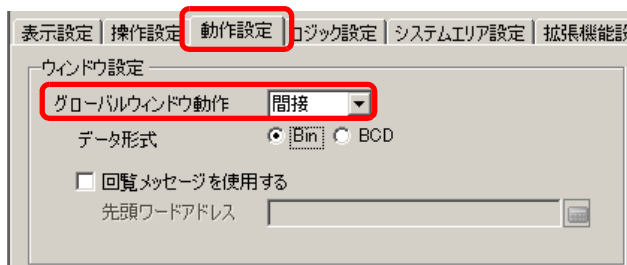 表示設定 操作設定 動作設定 ロジック設定 システムエリア設定 拡張機能設
ウィンドウ設定
グローバルウィンドウ動作 間接
データ形式 Bin BCD
回覧メッセージを使用する
先頭ワードアドレス